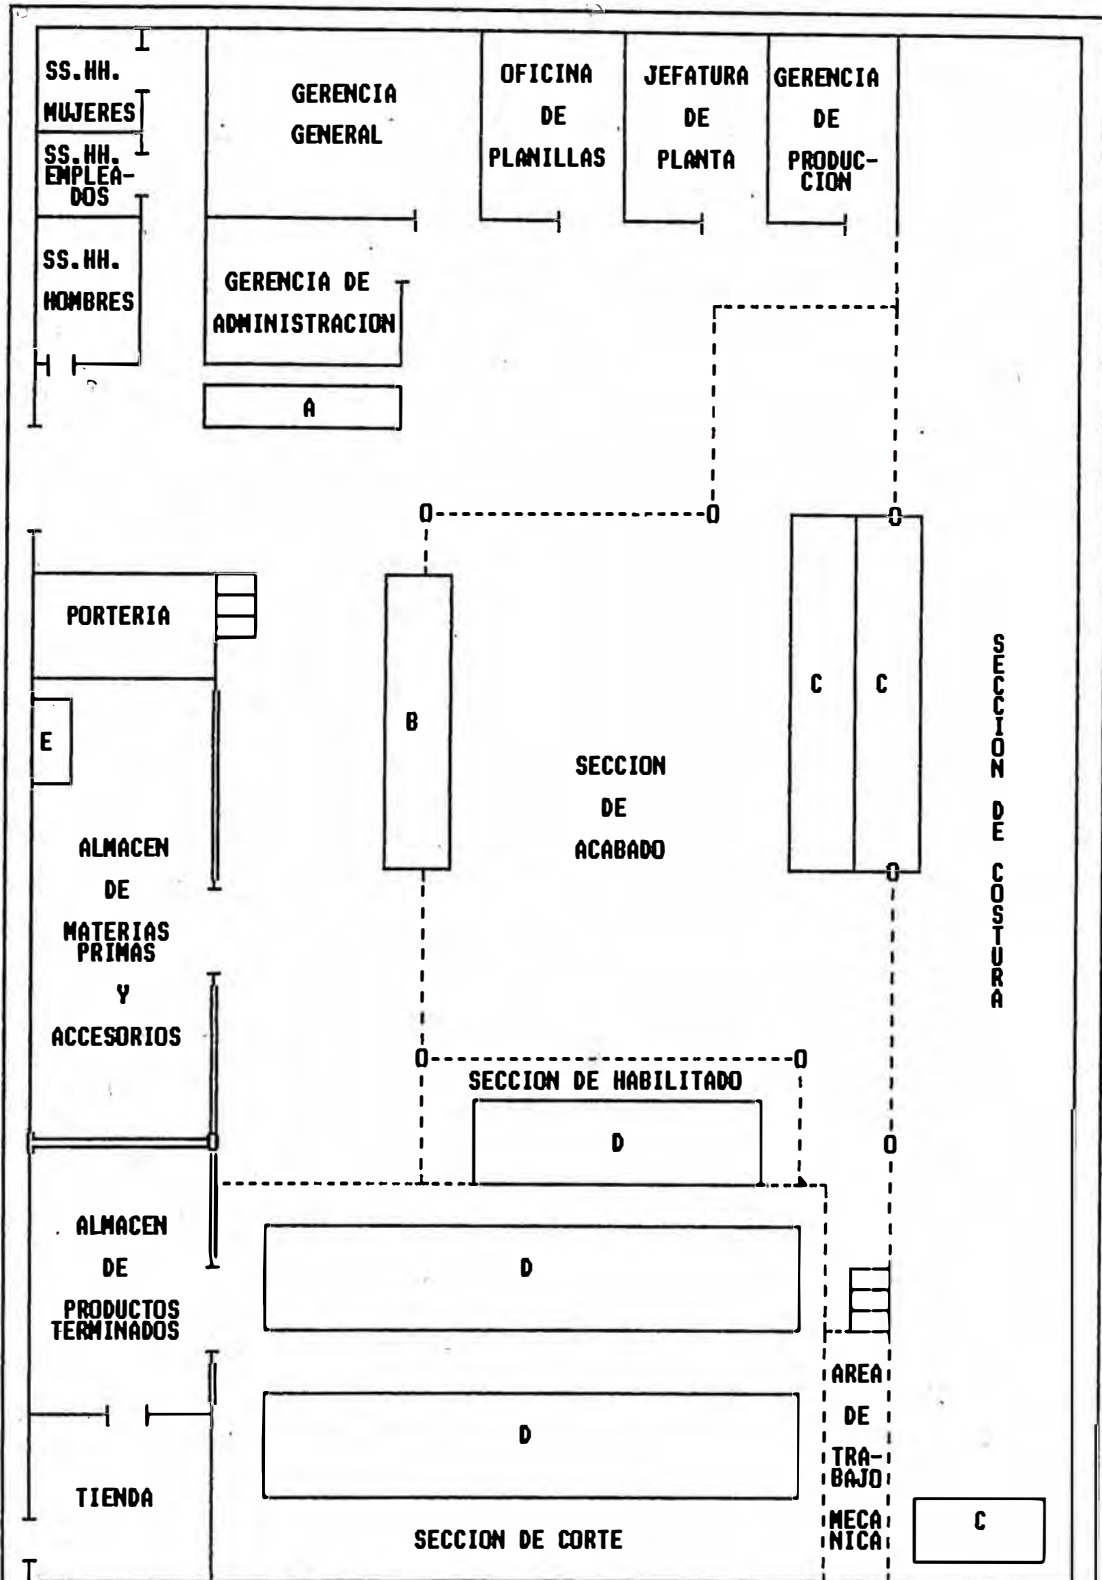 SS.HH.
MUJERES
SS.HH.
EMPLEA-
DOS
SS.HH.
HOMBRES
GERENCIA
GENERAL
GERENCIA DE
ADMINISTRACION
A
OFICINA
DE
PLANILLAS
JEFATURA
DE
PLANTA
GERENCIA
DE
PRODUC-
CION
PORTERIA
E
ALMACEN
DE
MATERIAS
PRIMAS
Y
ACCESORIOS
B
SECCION
DE
ACABADO
C
C
SECCION DE COSTURA
SECCION DE HABILITADO
D
ALMACEN
DE
PRODUCTOS
TERMINADOS
D
D
TIENDA
SECCION DE CORTE
AREA
DE
TRA-
BAJO
MECA
NICA
C